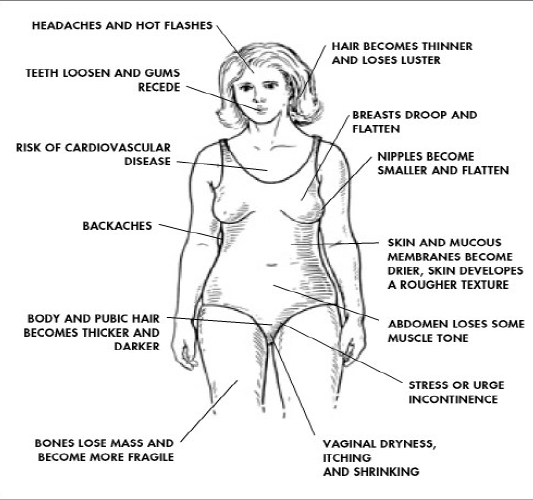 HEADACHES AND HOT FLASHES
HAIR BECOMES THINNER
AND LOSES LUSTER
TEETH LOOSEN AND GUMS
RECEDE
BREASTS DROOP AND
FLATTEN
RISK OF CARDIOVASCULAR
DISEASE
NIPPLES BECOME
SMALLER AND FLATTEN
BACKACHES
SKIN AND MUCOUS
MEMBRANES BECOME
DRIER, SKIN DEVELOPES
A ROUGHER TEXTURE
BODY AND PUBIC HAIR
BECOMES THICKER AND
DARKER
ABDOMEN LOSES SOME
MUSCLE TONE
STRESS OR URGE
INCONTINENCE
BONES LOSE MASS AND
BECOME MORE FRAGILE
VAGINAL DRYNESS,
ITCHING
AND SHRINKING